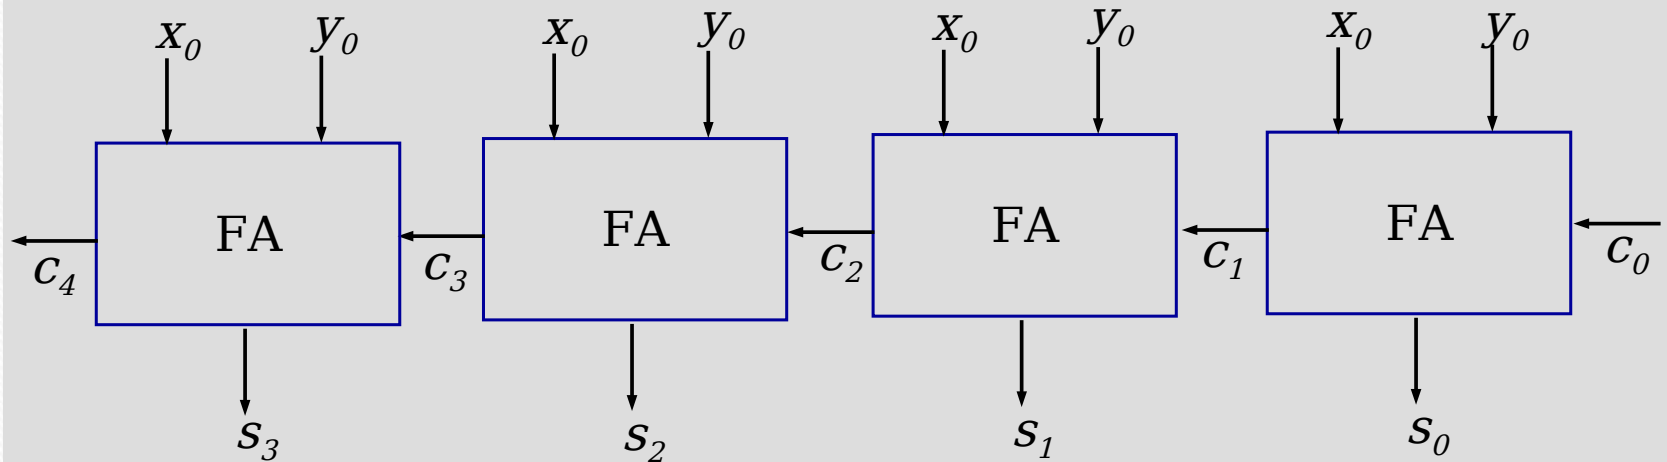 x0 y0 x0 y0 x0 y0 x0 y0
FA FA FA FA
c4 c3 c2 c1 c0
s3 s2 s1 s0